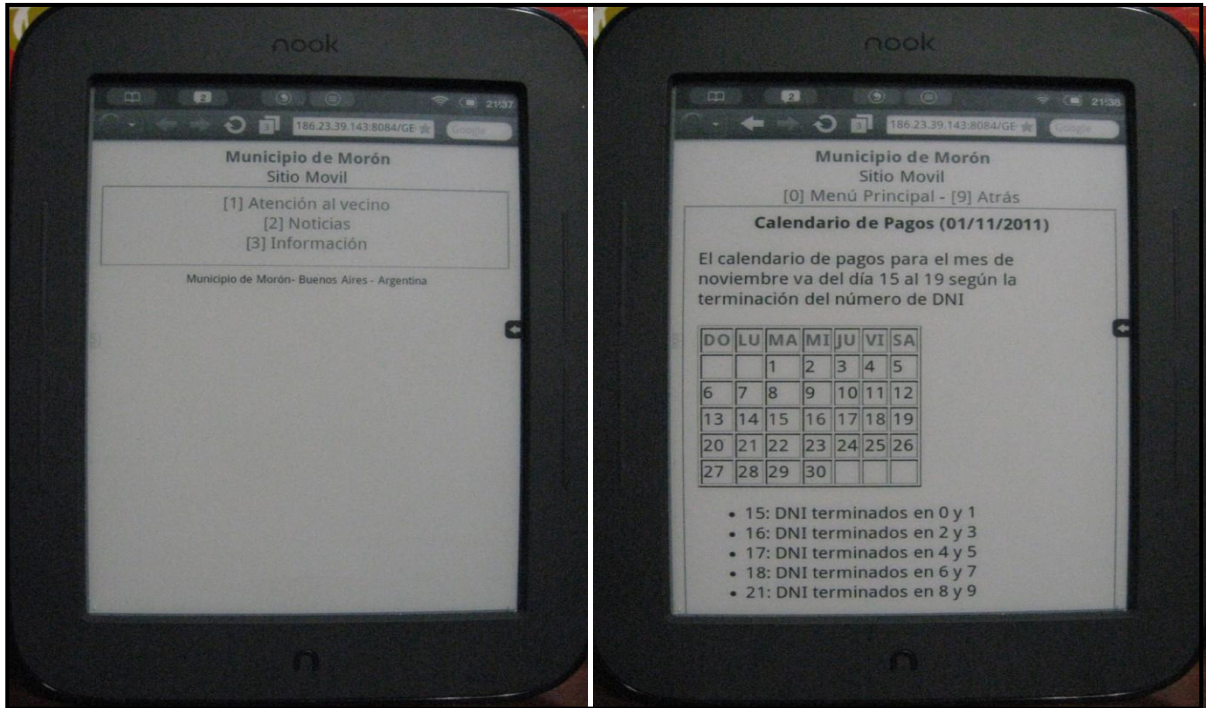 nook
2
21:37
3
186.23.39.143:8084/GE
Google
Municipio de Morón
Sitio Movil
[1] Atención al vecino
[2] Noticias
[3] Información
Municipio de Morón- Buenos Aires - Argentina
n
nook
2
21:38
3
186.23.39.143:8084/GE
Google
Municipio de Morón
Sitio Movil
[0] Menú Principal - [9] Atrás
Calendario de Pagos (01/11/2011)
El calendario de pagos para el mes de
noviembre va del día 15 al 19 según la
terminación del número de DNI
DO LU MA MI JU VI SA
1 2 3 4 5
6 7 8 9 10 11 12
13 14 15 16 17 18 19
20 21 22 23 24 25 26
27 28 29 30
• 15: DNI terminados en 0 y 1
• 16: DNI terminados en 2 y 3
• 17: DNI terminados en 4 y 5
• 18: DNI terminados en 6 y 7
• 21: DNI terminados en 8 y 9
n